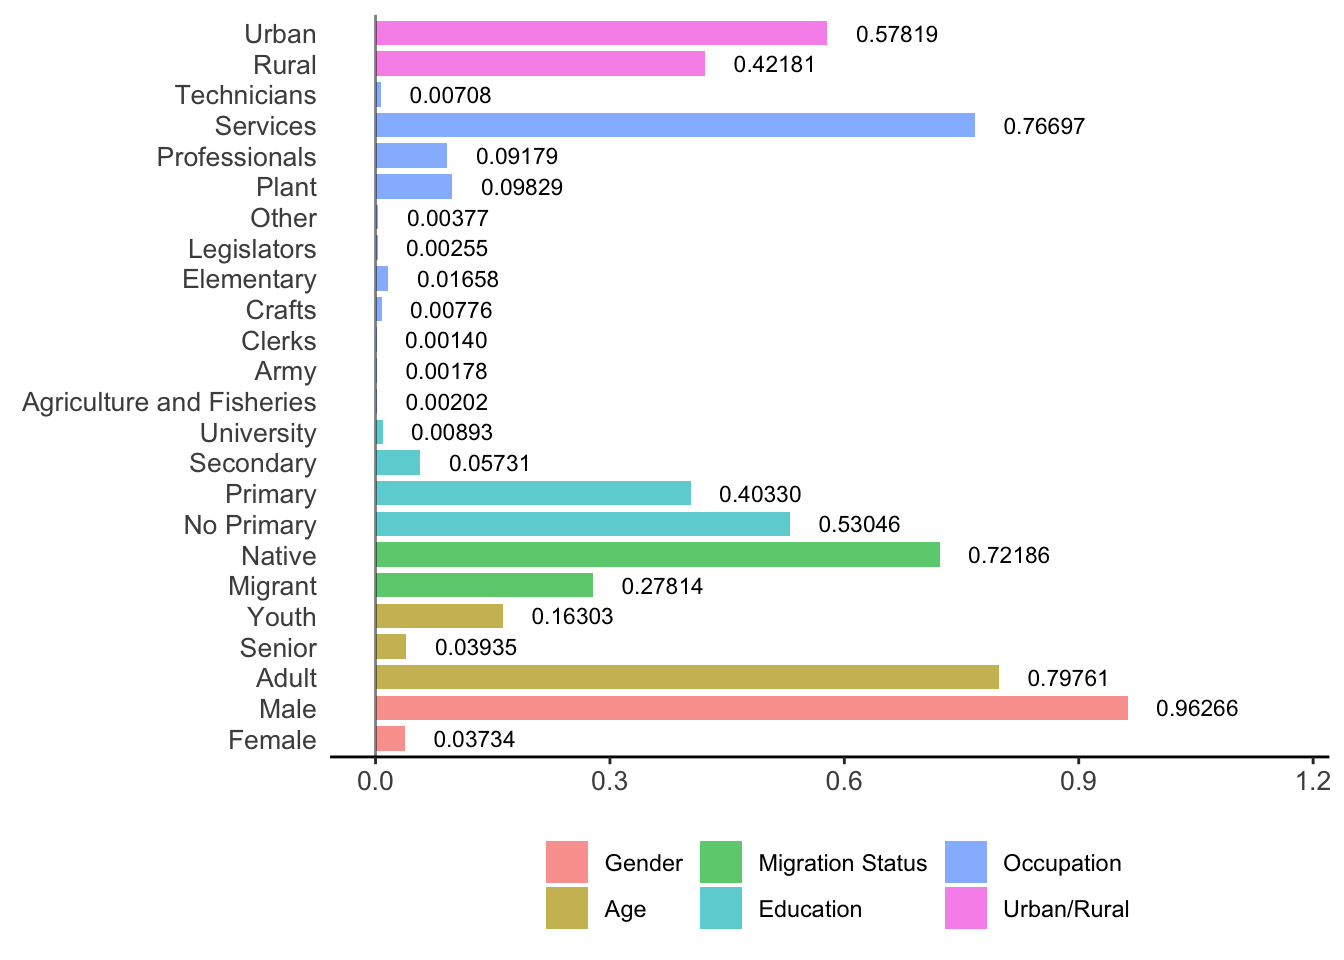 Urban 0.57819
Rural 0.42181
Technicians 0.00708
Services 0.76697
Professionals 0.09179
Plant 0.09829
Other 0.00377
Legislators 0.00255
Elementary 0.01658
Crafts 0.00776
Clerks 0.00140
Army 0.00178
Agriculture and Fisheries 0.00202
University 0.00893
Secondary 0.05731
Primary 0.40330
No Primary 0.53046
Native 0.72186
Migrant 0.27814
Youth 0.16303
Senior 0.03935
Adult 0.79761
Male 0.96266
Female 0.03734
0.0 0.3 0.6 0.9 1.2
Gender Migration Status Occupation
Age Education Urban/Rural